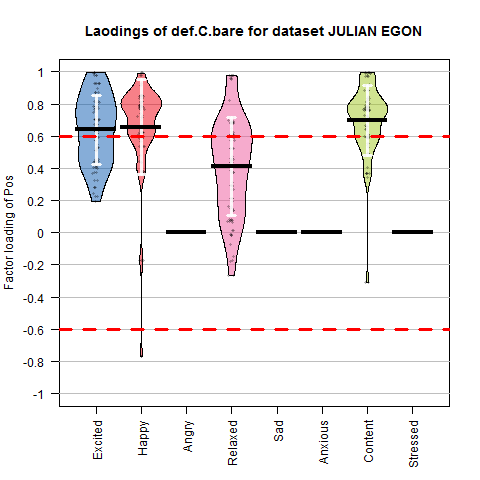 Laodings of def.C.bare for dataset JULIAN EGON
Factor loading of Pos
1
0.8
0.6
0.4
0.2
0
-0.2
-0.4
-0.6
-0.8
-1
Excited
Happy
Angry
Relaxed
Sad
Anxious
Content
Stressed